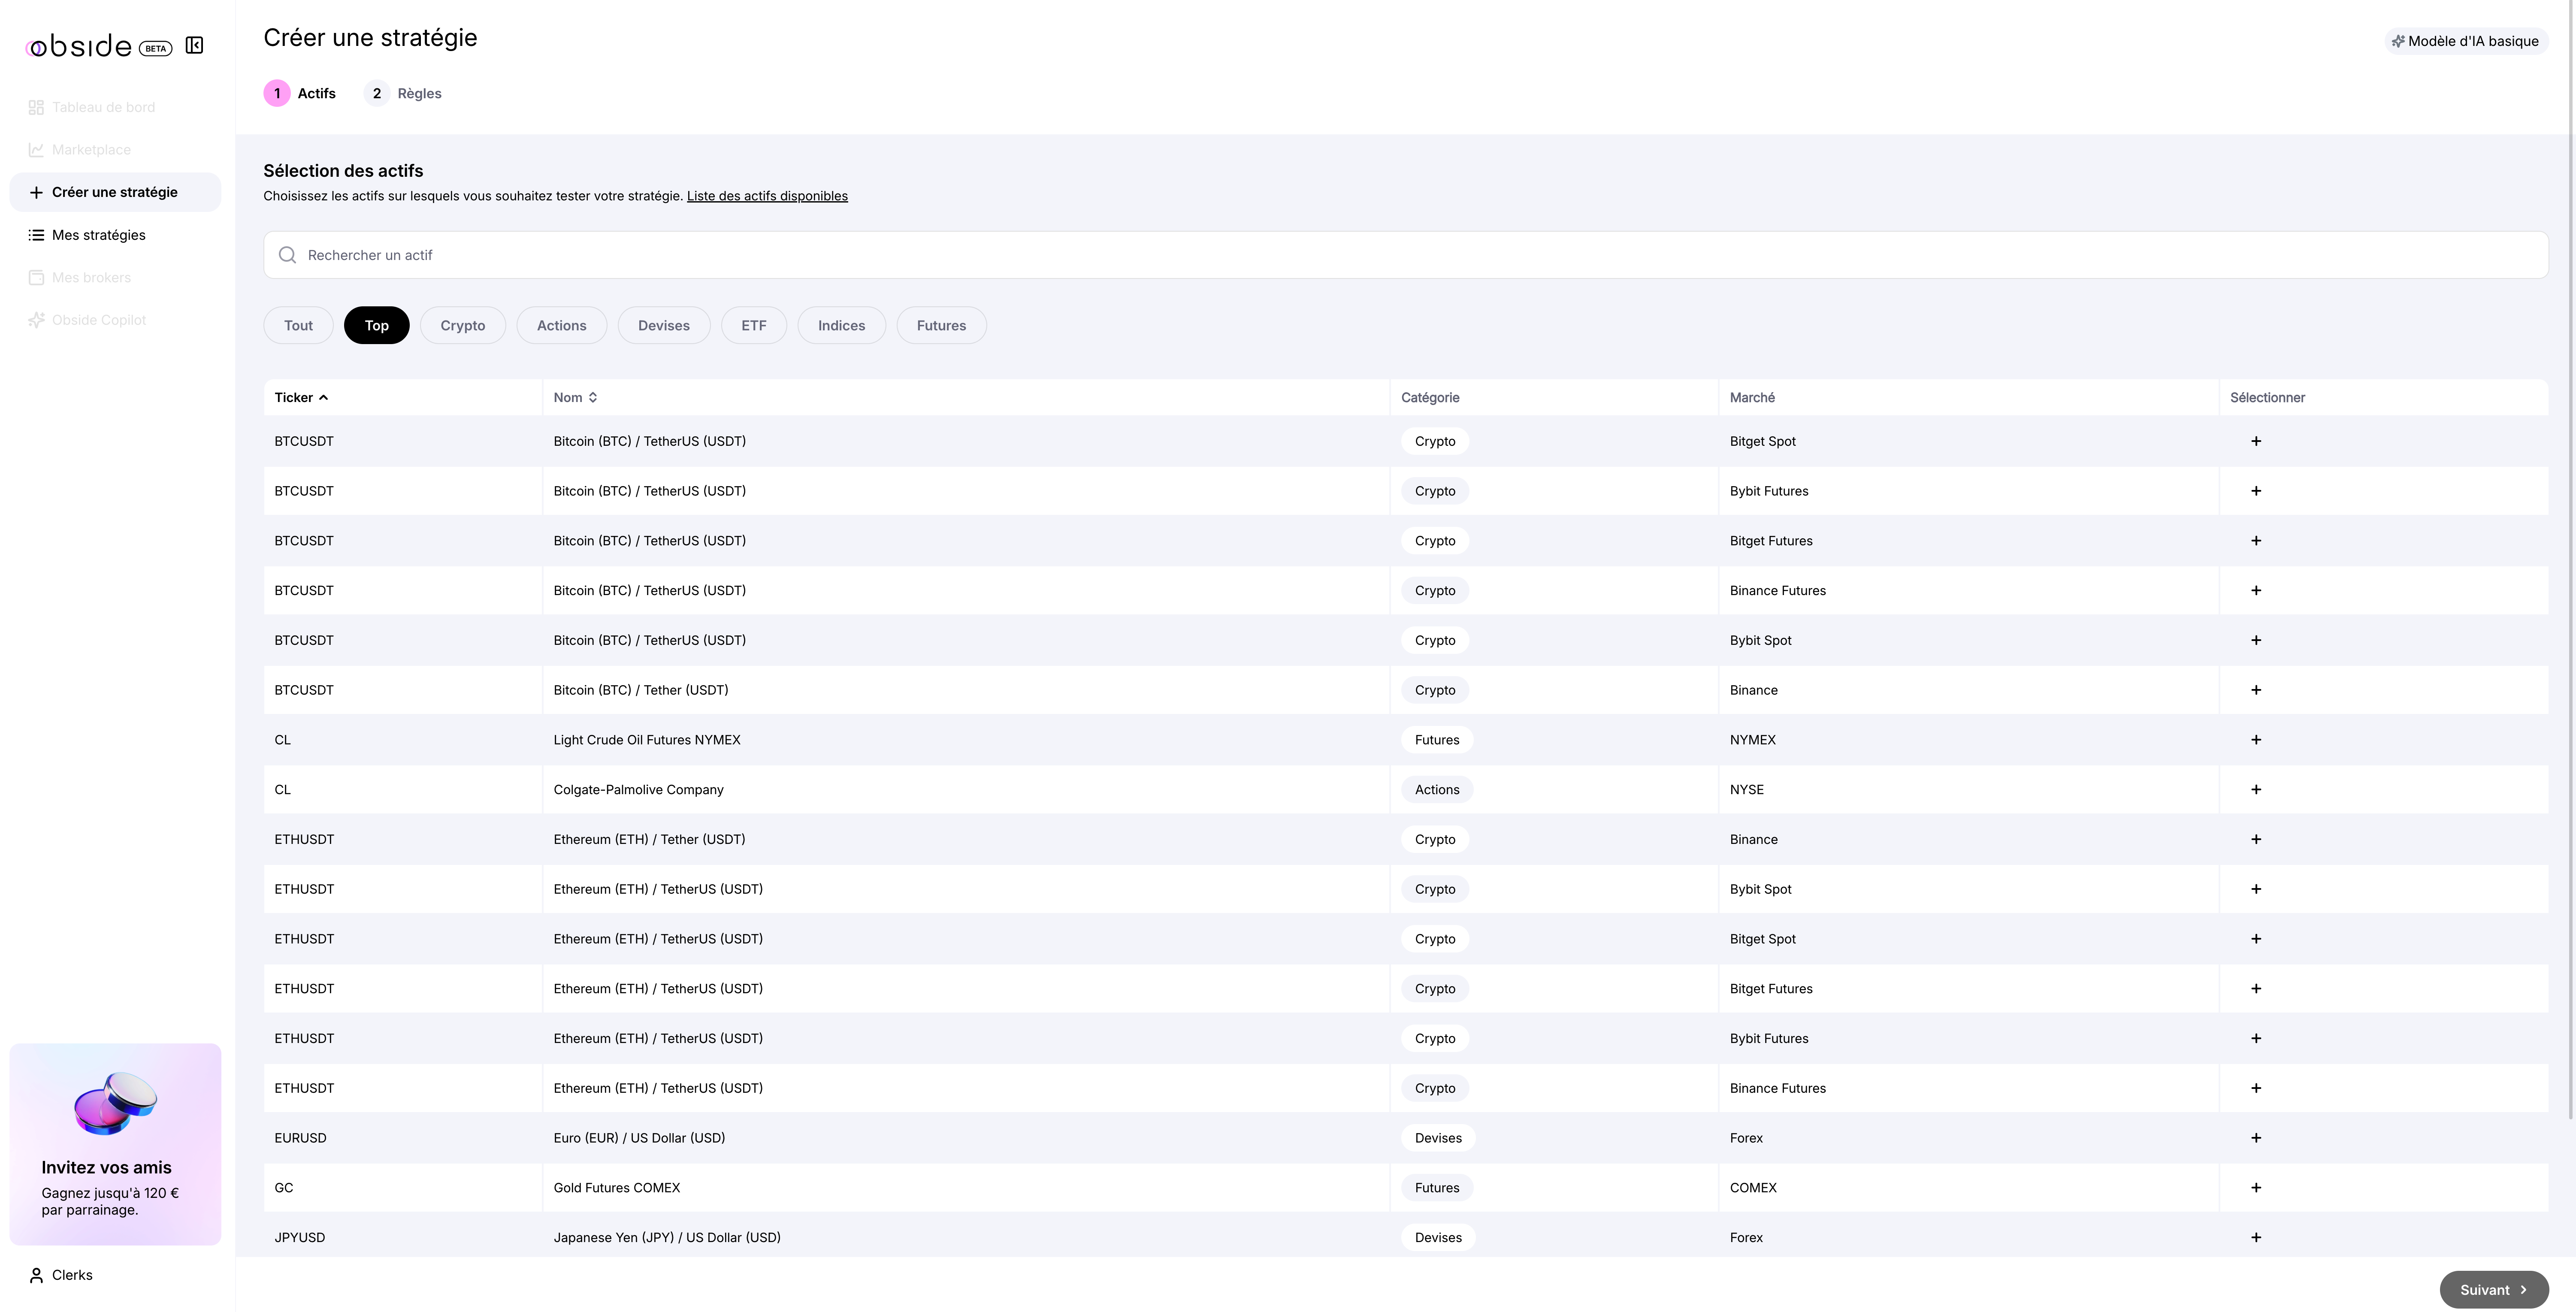 obside BETA
Tableau de bord
Marketplace
Créer une stratégie
Mes stratégies
Mes brokers
Obside Copilot
Invitez vos amis
Gagnez jusqu'à 120 €
par parrainage.
Clerks
Créer une stratégie
Modèle d'IA basique
1 Actifs 2 Règles
Sélection des actifs
Choisissez les actifs sur lesquels vous souhaitez tester votre stratégie. Liste des actifs disponibles
Rechercher un actif
Tout Top Crypto Actions Devises ETF Indices Futures
Ticker Nom Catégorie Marché Sélectionner
BTCUSDT Bitcoin (BTC) / TetherUS (USDT) Crypto Bitget Spot +
BTCUSDT Bitcoin (BTC) / TetherUS (USDT) Crypto Bybit Futures +
BTCUSDT Bitcoin (BTC) / TetherUS (USDT) Crypto Bitget Futures +
BTCUSDT Bitcoin (BTC) / TetherUS (USDT) Crypto Binance Futures +
BTCUSDT Bitcoin (BTC) / TetherUS (USDT) Crypto Bybit Spot +
BTCUSDT Bitcoin (BTC) / Tether (USDT) Crypto Binance +
CL Light Crude Oil Futures NYMEX Futures NYMEX +
CL Colgate-Palmolive Company Actions NYSE +
ETHUSDT Ethereum (ETH) / Tether (USDT) Crypto Binance +
ETHUSDT Ethereum (ETH) / TetherUS (USDT) Crypto Bybit Spot +
ETHUSDT Ethereum (ETH) / TetherUS (USDT) Crypto Bitget Spot +
ETHUSDT Ethereum (ETH) / TetherUS (USDT) Crypto Bitget Futures +
ETHUSDT Ethereum (ETH) / TetherUS (USDT) Crypto Bybit Futures +
ETHUSDT Ethereum (ETH) / TetherUS (USDT) Crypto Binance Futures +
EURUSD Euro (EUR) / US Dollar (USD) Devises Forex +
GC Gold Futures COMEX Futures COMEX +
JPYUSD Japanese Yen (JPY) / US Dollar (USD) Devises Forex +
Suivant